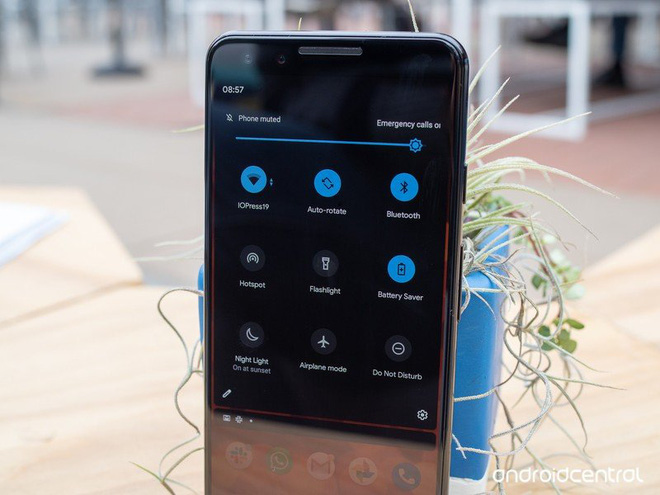 08:57
Phone muted
Emergency calls o
IOPress19
Auto-rotate
Bluetooth
Hotspot
Flashlight
Battery Saver
Night Light
On at sunset
Airplane mode
Do Not Disturb
androidcentral